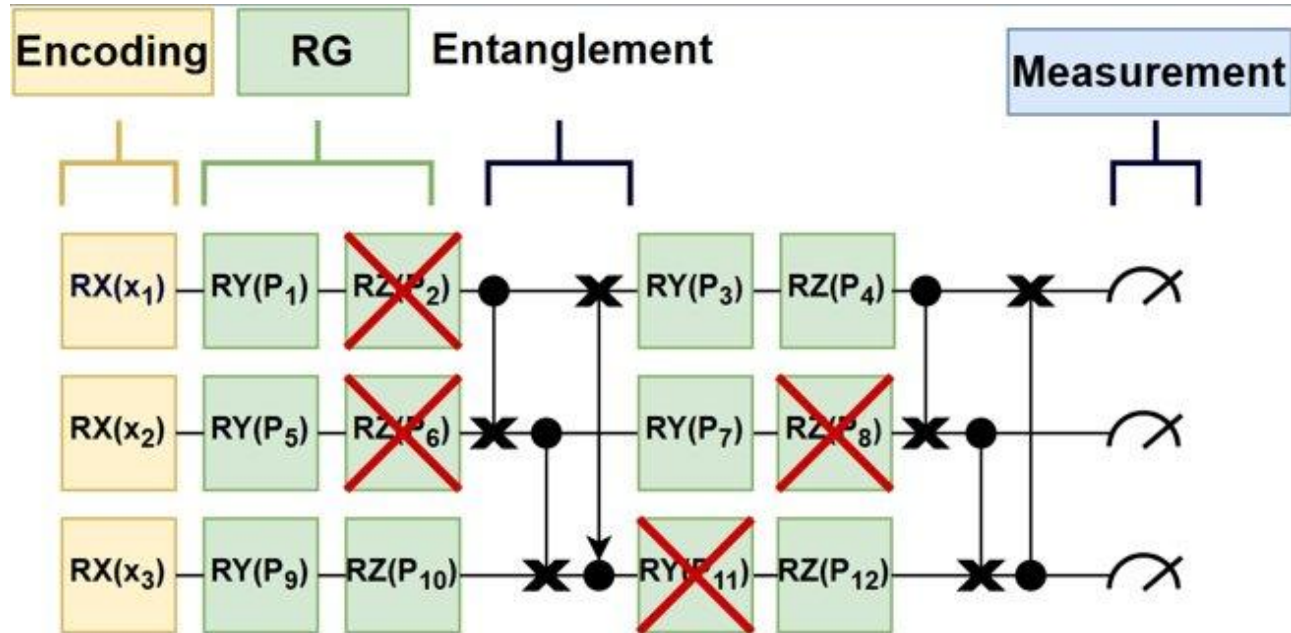 Encoding RG Entanglement Measurement
RX(x₁) RY(P₁) RZ(P₂) RY(P₃) RZ(P₄)
RX(x₂) RY(P₅) RZ(P₆) RY(P₇) RZ(P₈)
RX(x₃) RY(P₉) RZ(P₁₀) RY(P₁₁) RZ(P₁₂)